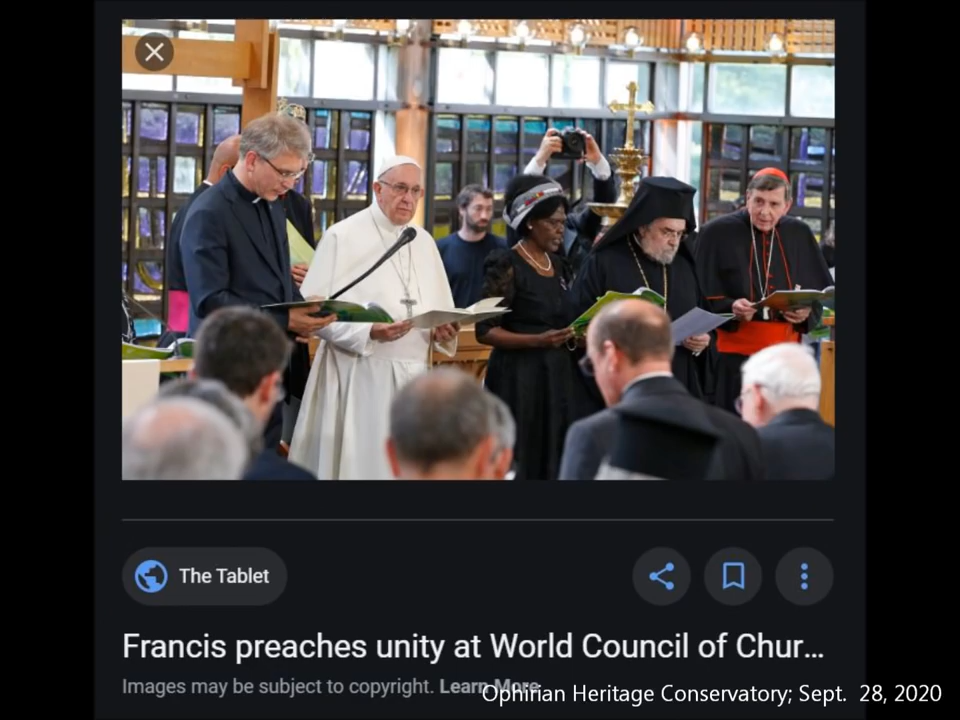 The Tablet
Francis preaches unity at World Council of Chur...
Images may be subject to copyright. Learn More
Ophirian Heritage Conservatory; Sept. 28, 2020